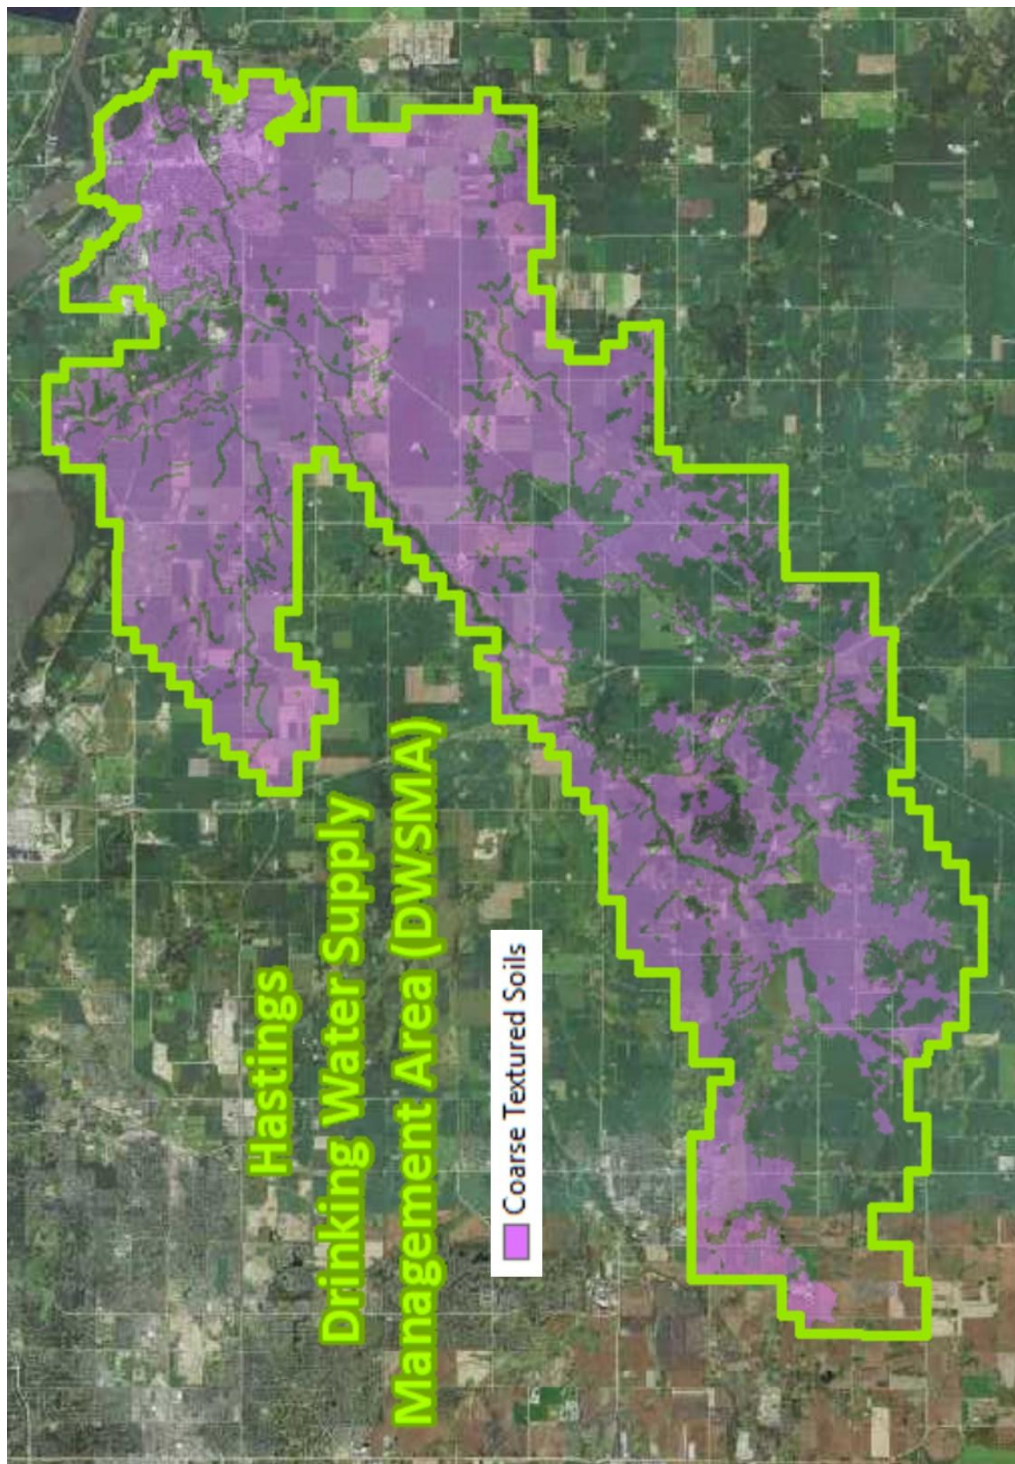 Hastings
Drinking Water Supply
Management Area (DWSMA)
Coarse Textured Soils